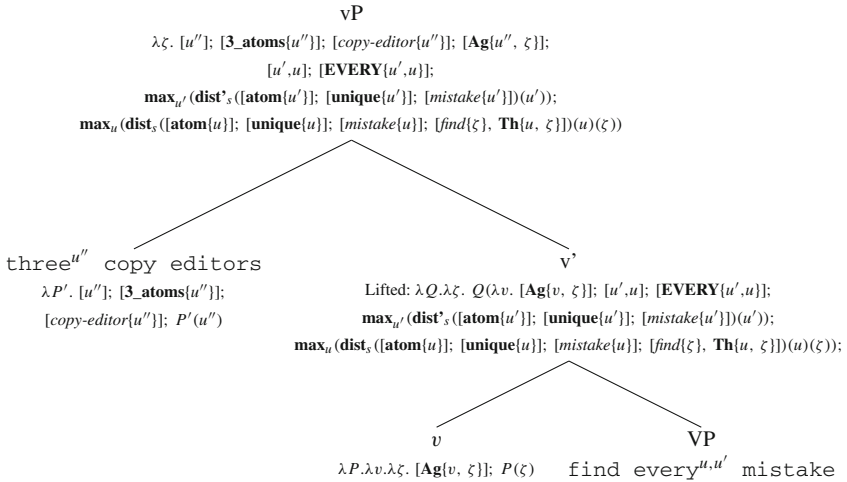 vP
λζ. [u″]; [3_atoms{u″}]; [copy-editor{u″}]; [Ag{u″, ζ}];
[u′,u]; [EVERY{u′,u}];
max_u′(dist'_s([atom{u′}]; [unique{u′}]; [mistake{u′}])(u′));
max_u(dist_s([atom{u}]; [unique{u}]; [mistake{u}]; [find{ζ}, Th{u, ζ}])(u)(ζ))
three^u″ copy editors
λP′. [u″]; [3_atoms{u″}];
[copy-editor{u″}]; P′(u″)
v'
Lifted: λQ.λζ. Q(λv. [Ag{v, ζ}]; [u′,u]; [EVERY{u′,u}];
max_u′(dist'_s([atom{u′}]; [unique{u′}]; [mistake{u′}])(u′));
max_u(dist_s([atom{u}]; [unique{u}]; [mistake{u}]; [find{ζ}, Th{u, ζ}])(u)(ζ));
v
λP.λv.λζ. [Ag{v, ζ}]; P(ζ)
VP
find every^u,u′ mistake